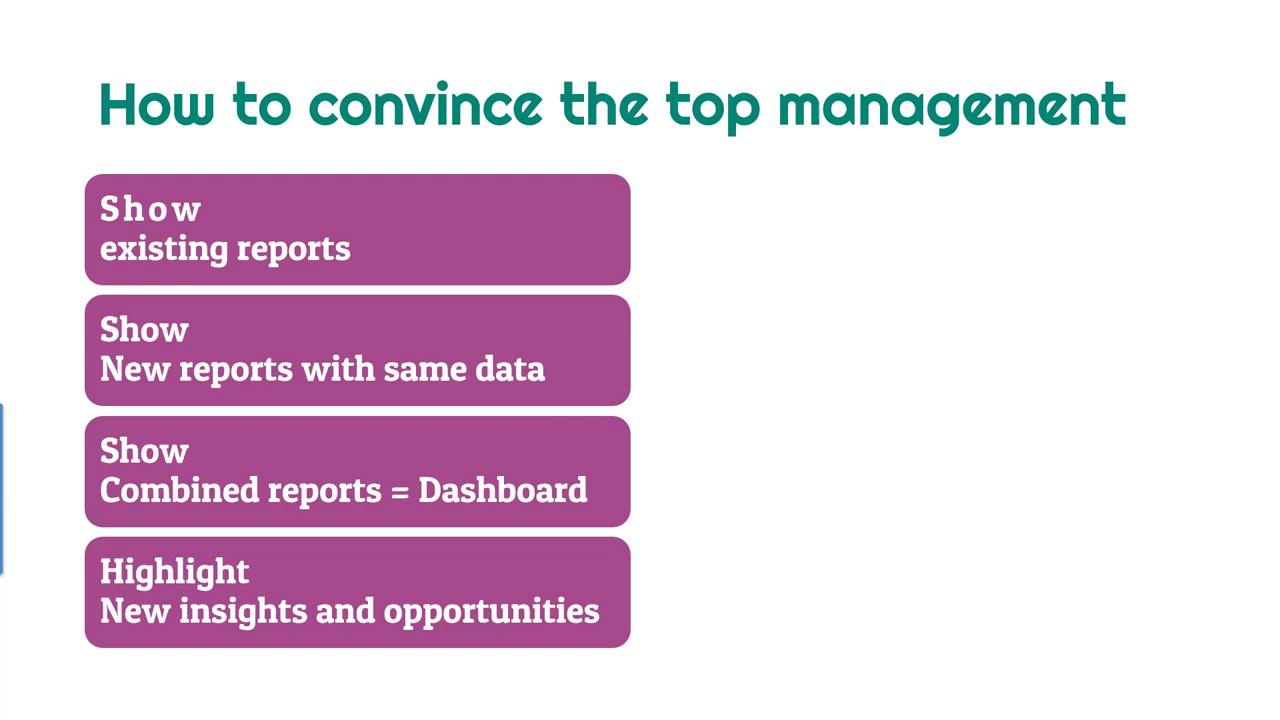 How to convince the top management
Show
existing reports
Show
New reports with same data
Show
Combined reports = Dashboard
Highlight
New insights and opportunities